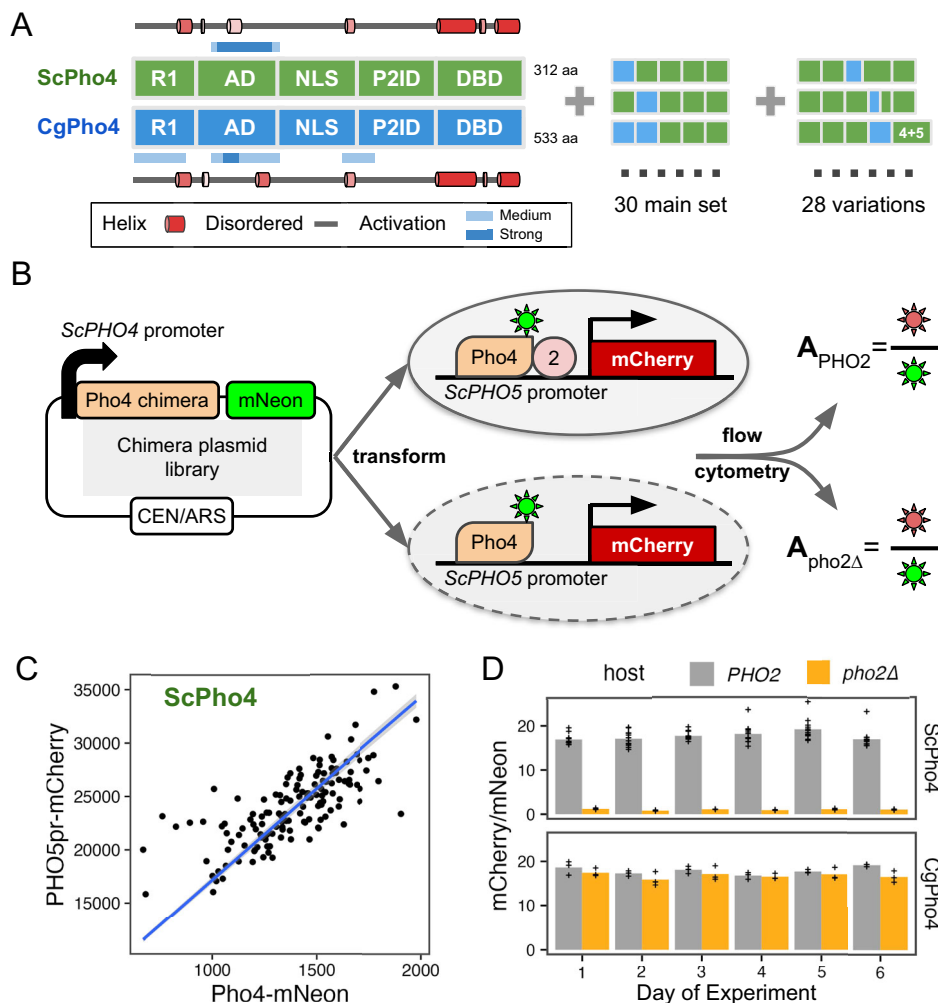 A
ScPho4 R1 AD NLS P2ID DBD 312 aa
CgPho4 R1 AD NLS P2ID DBD 533 aa
4+5
30 main set
28 variations
Helix Disordered Activation Medium
Strong
B
ScPHO4 promoter
Pho4 chimera mNeon
Chimera plasmid
library
CEN/ARS
transform
Pho4 2 mCherry
ScPHO5 promoter
Pho4 mCherry
ScPHO5 promoter
flow
cytometry
A PHO2 =
A pho2Δ =
C
ScPho4
PHO5pr-mCherry
35000
30000
25000
20000
15000
1000 1500 2000
Pho4-mNeon
D
host PHO2 pho2Δ
mCherry/mNeon
20
10
0
ScPho4
20
10
0
CgPho4
1 2 3 4 5 6
Day of Experiment